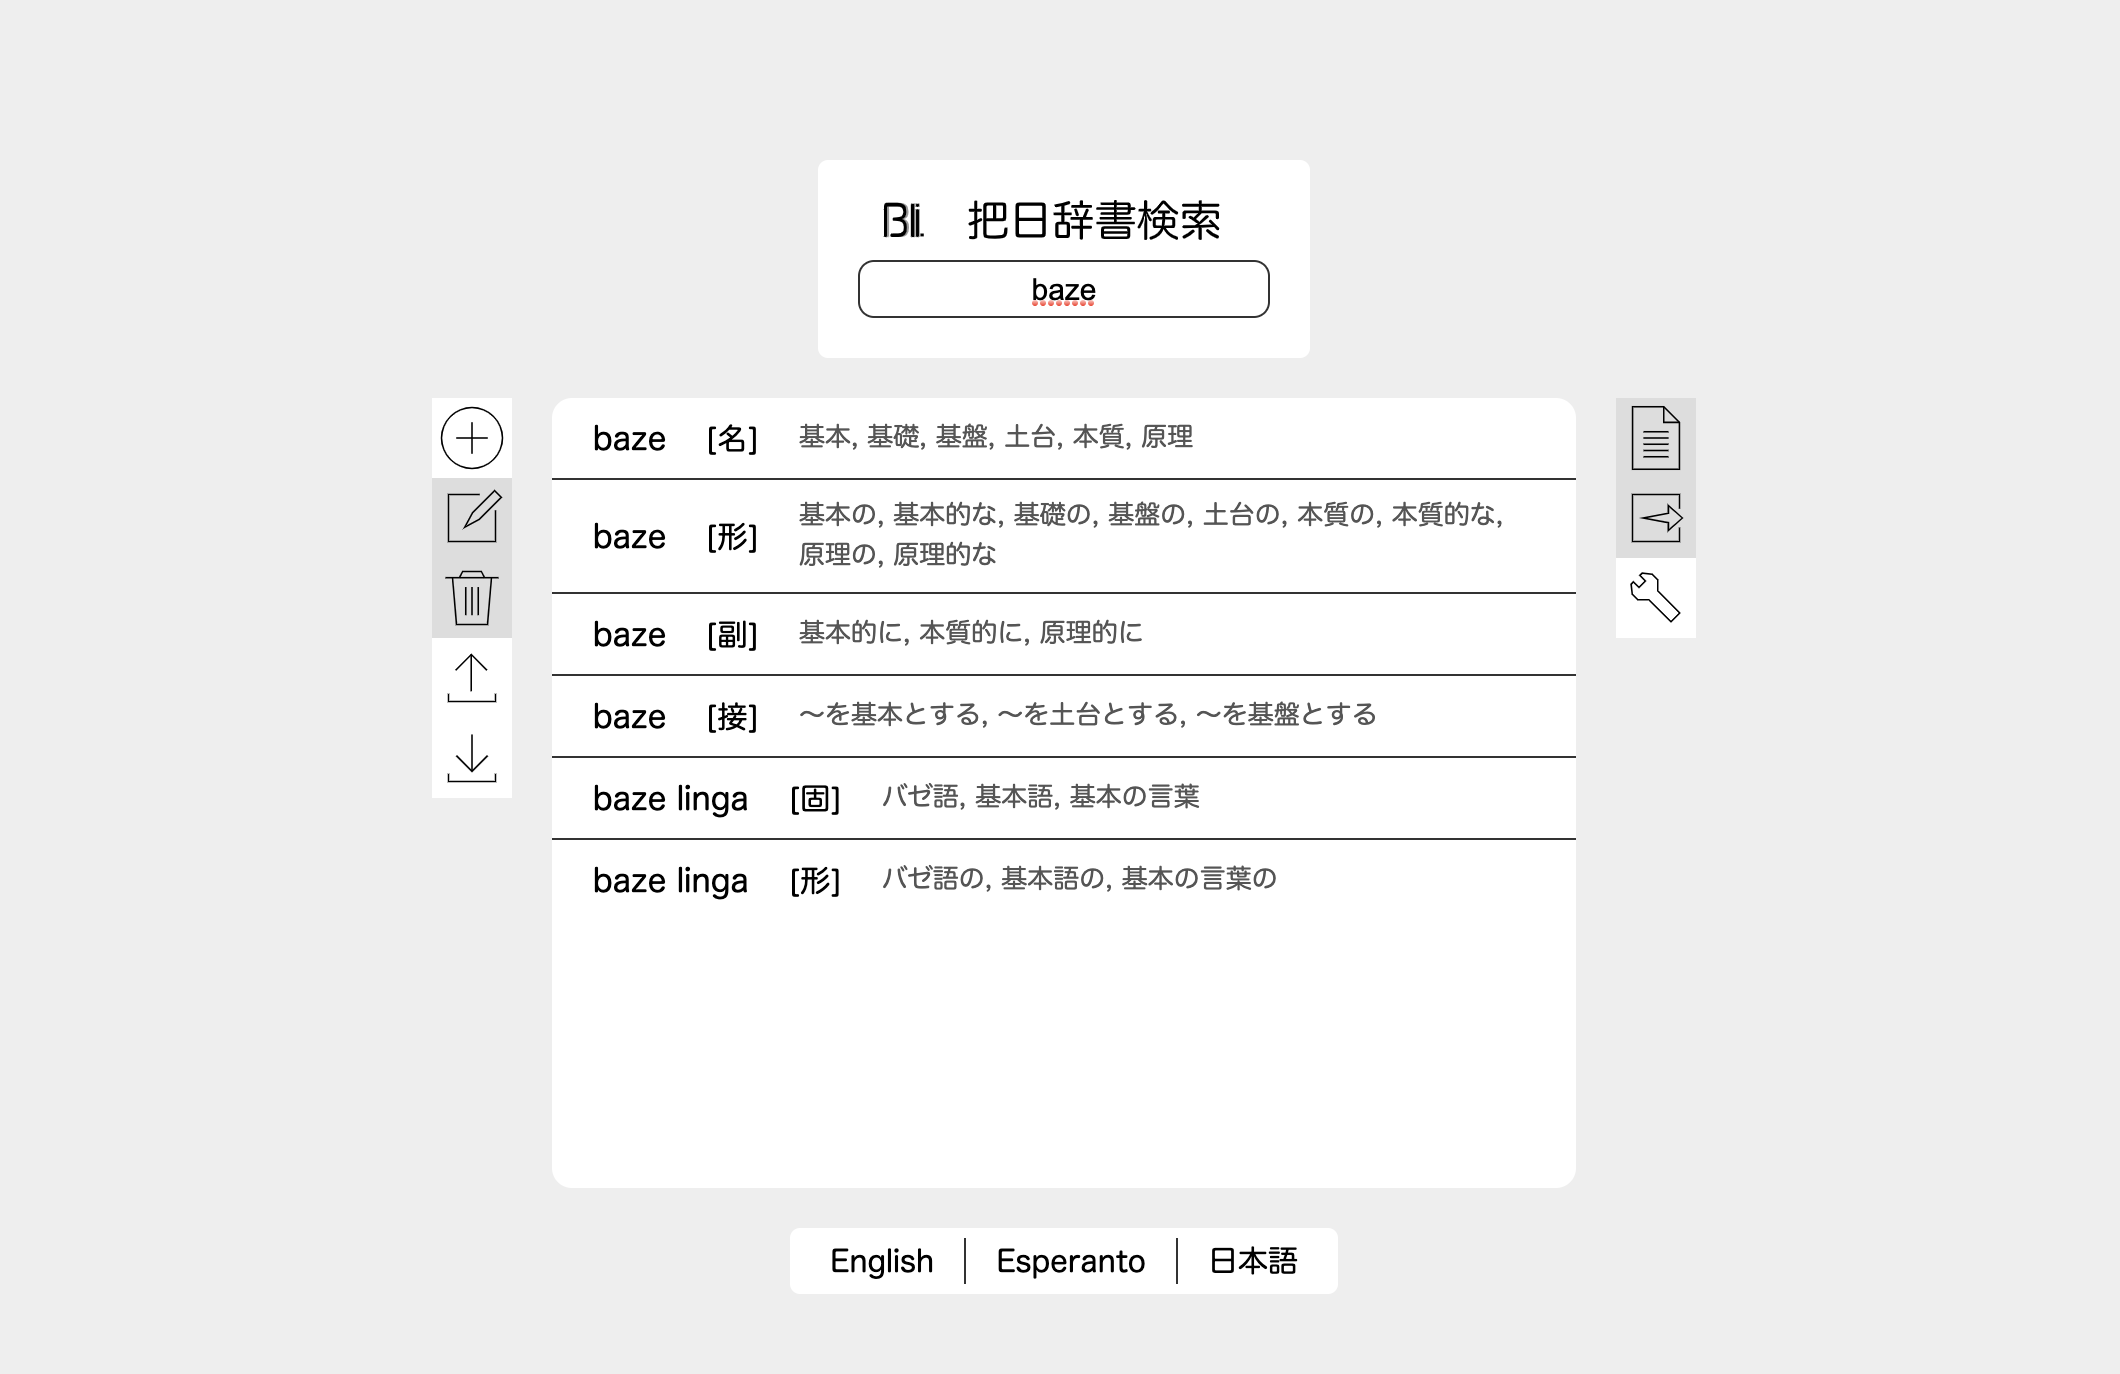 Bli. 把日辞書検索
baze
baze [名] 基本, 基礎, 基盤, 土台, 本質, 原理
baze [形] 基本の, 基本的な, 基礎の, 基盤の, 土台の, 本質の, 本質的な,
原理の, 原理的な
baze [副] 基本的に, 本質的に, 原理的に
baze [接] 〜を基本とする, 〜を土台とする, 〜を基盤とする
baze linga [固] バゼ語, 基本語, 基本の言葉
baze linga [形] バゼ語の, 基本語の, 基本の言葉の
English | Esperanto | 日本語